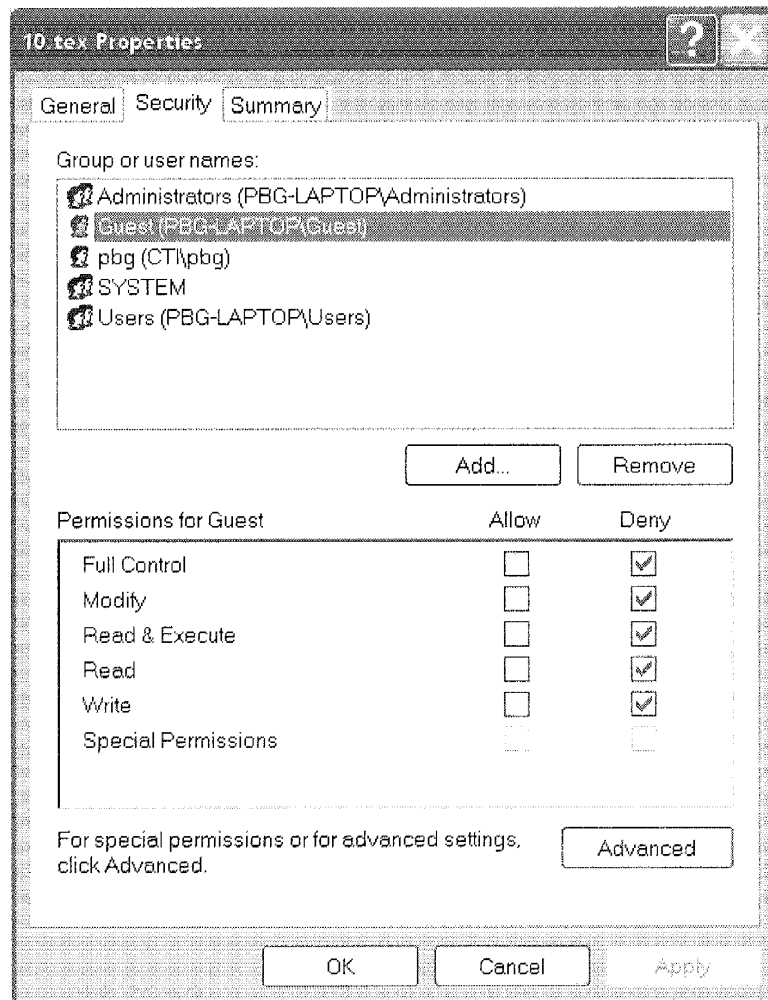 10.tex Properties
General Security Summary
Group or user names:
Administrators (PBG-LAPTOP\Administrators)
Guest (PBG-LAPTOP\Guest)
pbg (CTI\pbg)
SYSTEM
Users (PBG-LAPTOP\Users)
Add... Remove
Permissions for Guest Allow Deny
Full Control
Modify
Read & Execute
Read
Write
Special Permissions
For special permissions or for advanced settings,
click Advanced.
Advanced
OK Cancel Apply